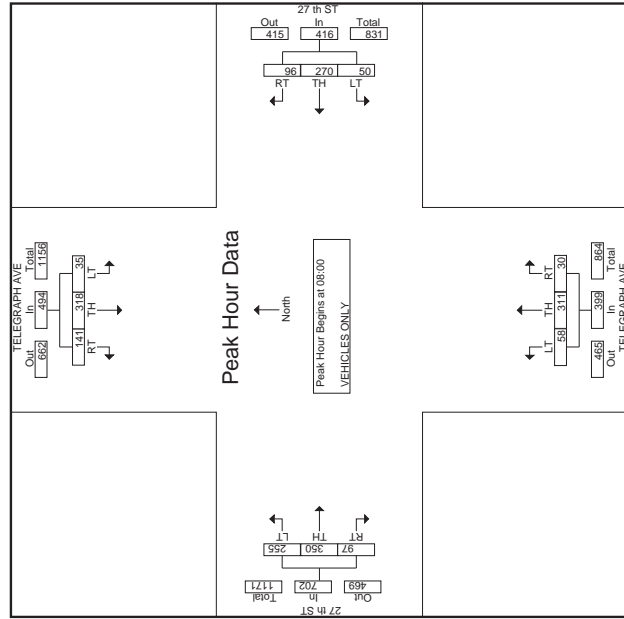 27 th ST
Out In Total
415 416 831
96 270 50
RT TH LT
TELEGRAPH AVE
Out In Total
662 494 1156
141 318 35
RT TH LT
Peak Hour Data
North
Peak Hour Begins at 08:00
VEHICLES ONLY
LT TH RT
58 311 30
465 399 864
Out In Total
TELEGRAPH AVE
LT TH RT
255 350 97
1171 702 469
Total In Out
27 th ST